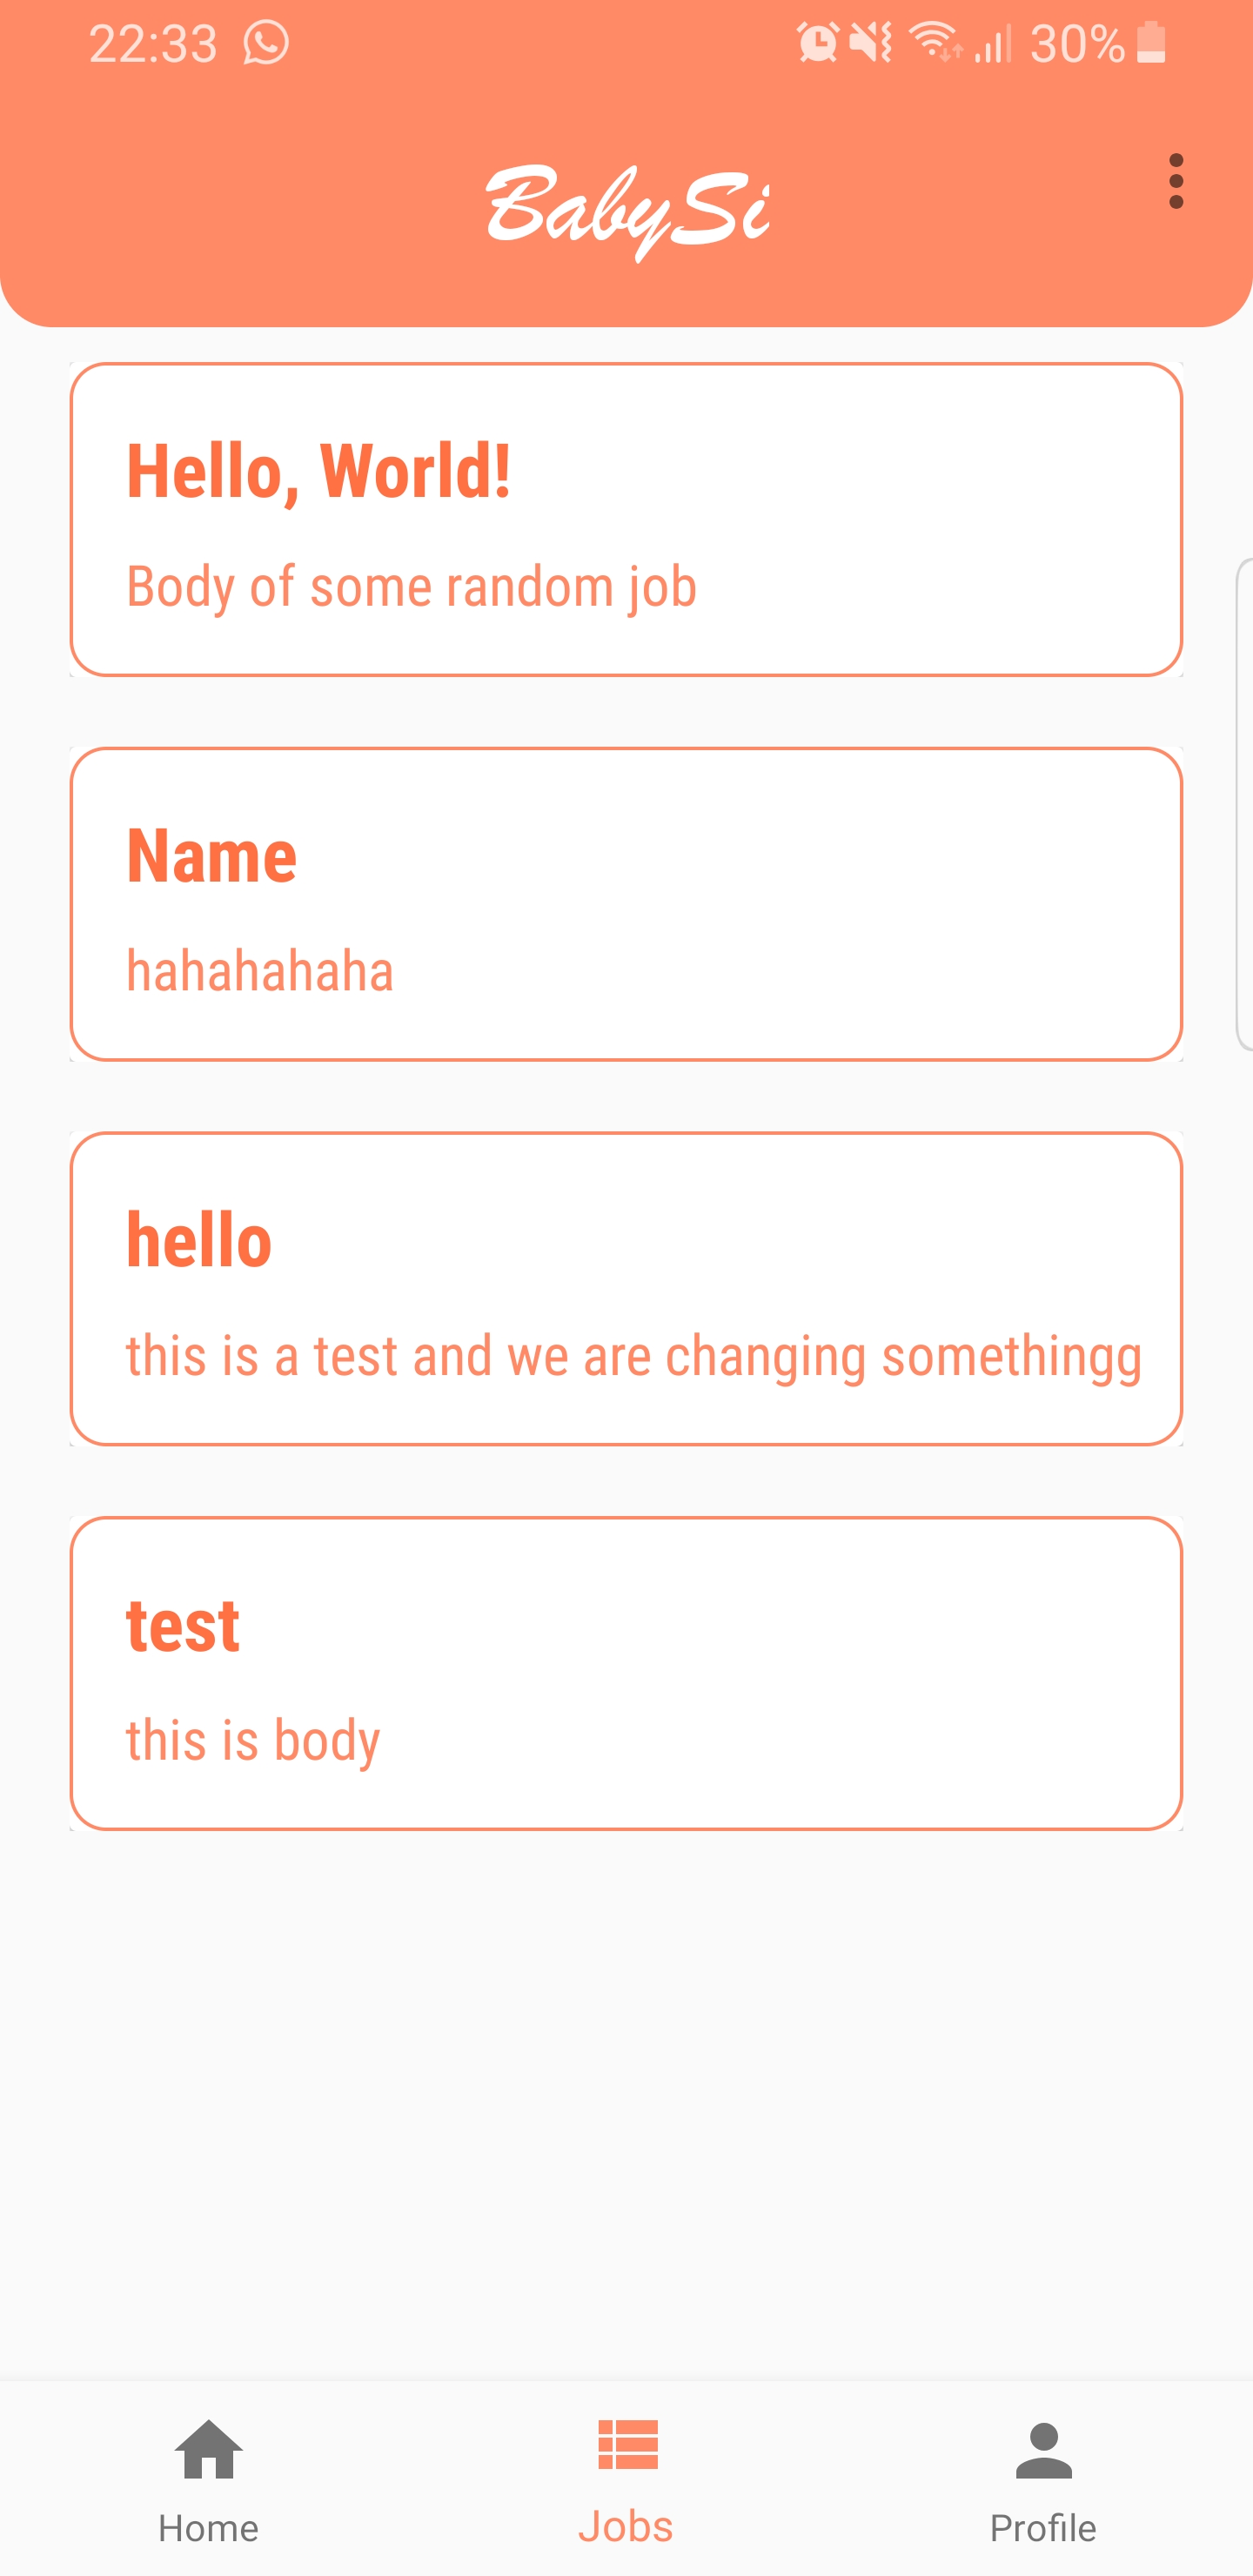 22:33
30%
BabySi
Hello, World!
Body of some random job
Name
hahahahaha
hello
this is a test and we are changing somethingg
test
this is body
Home
Jobs
Profile